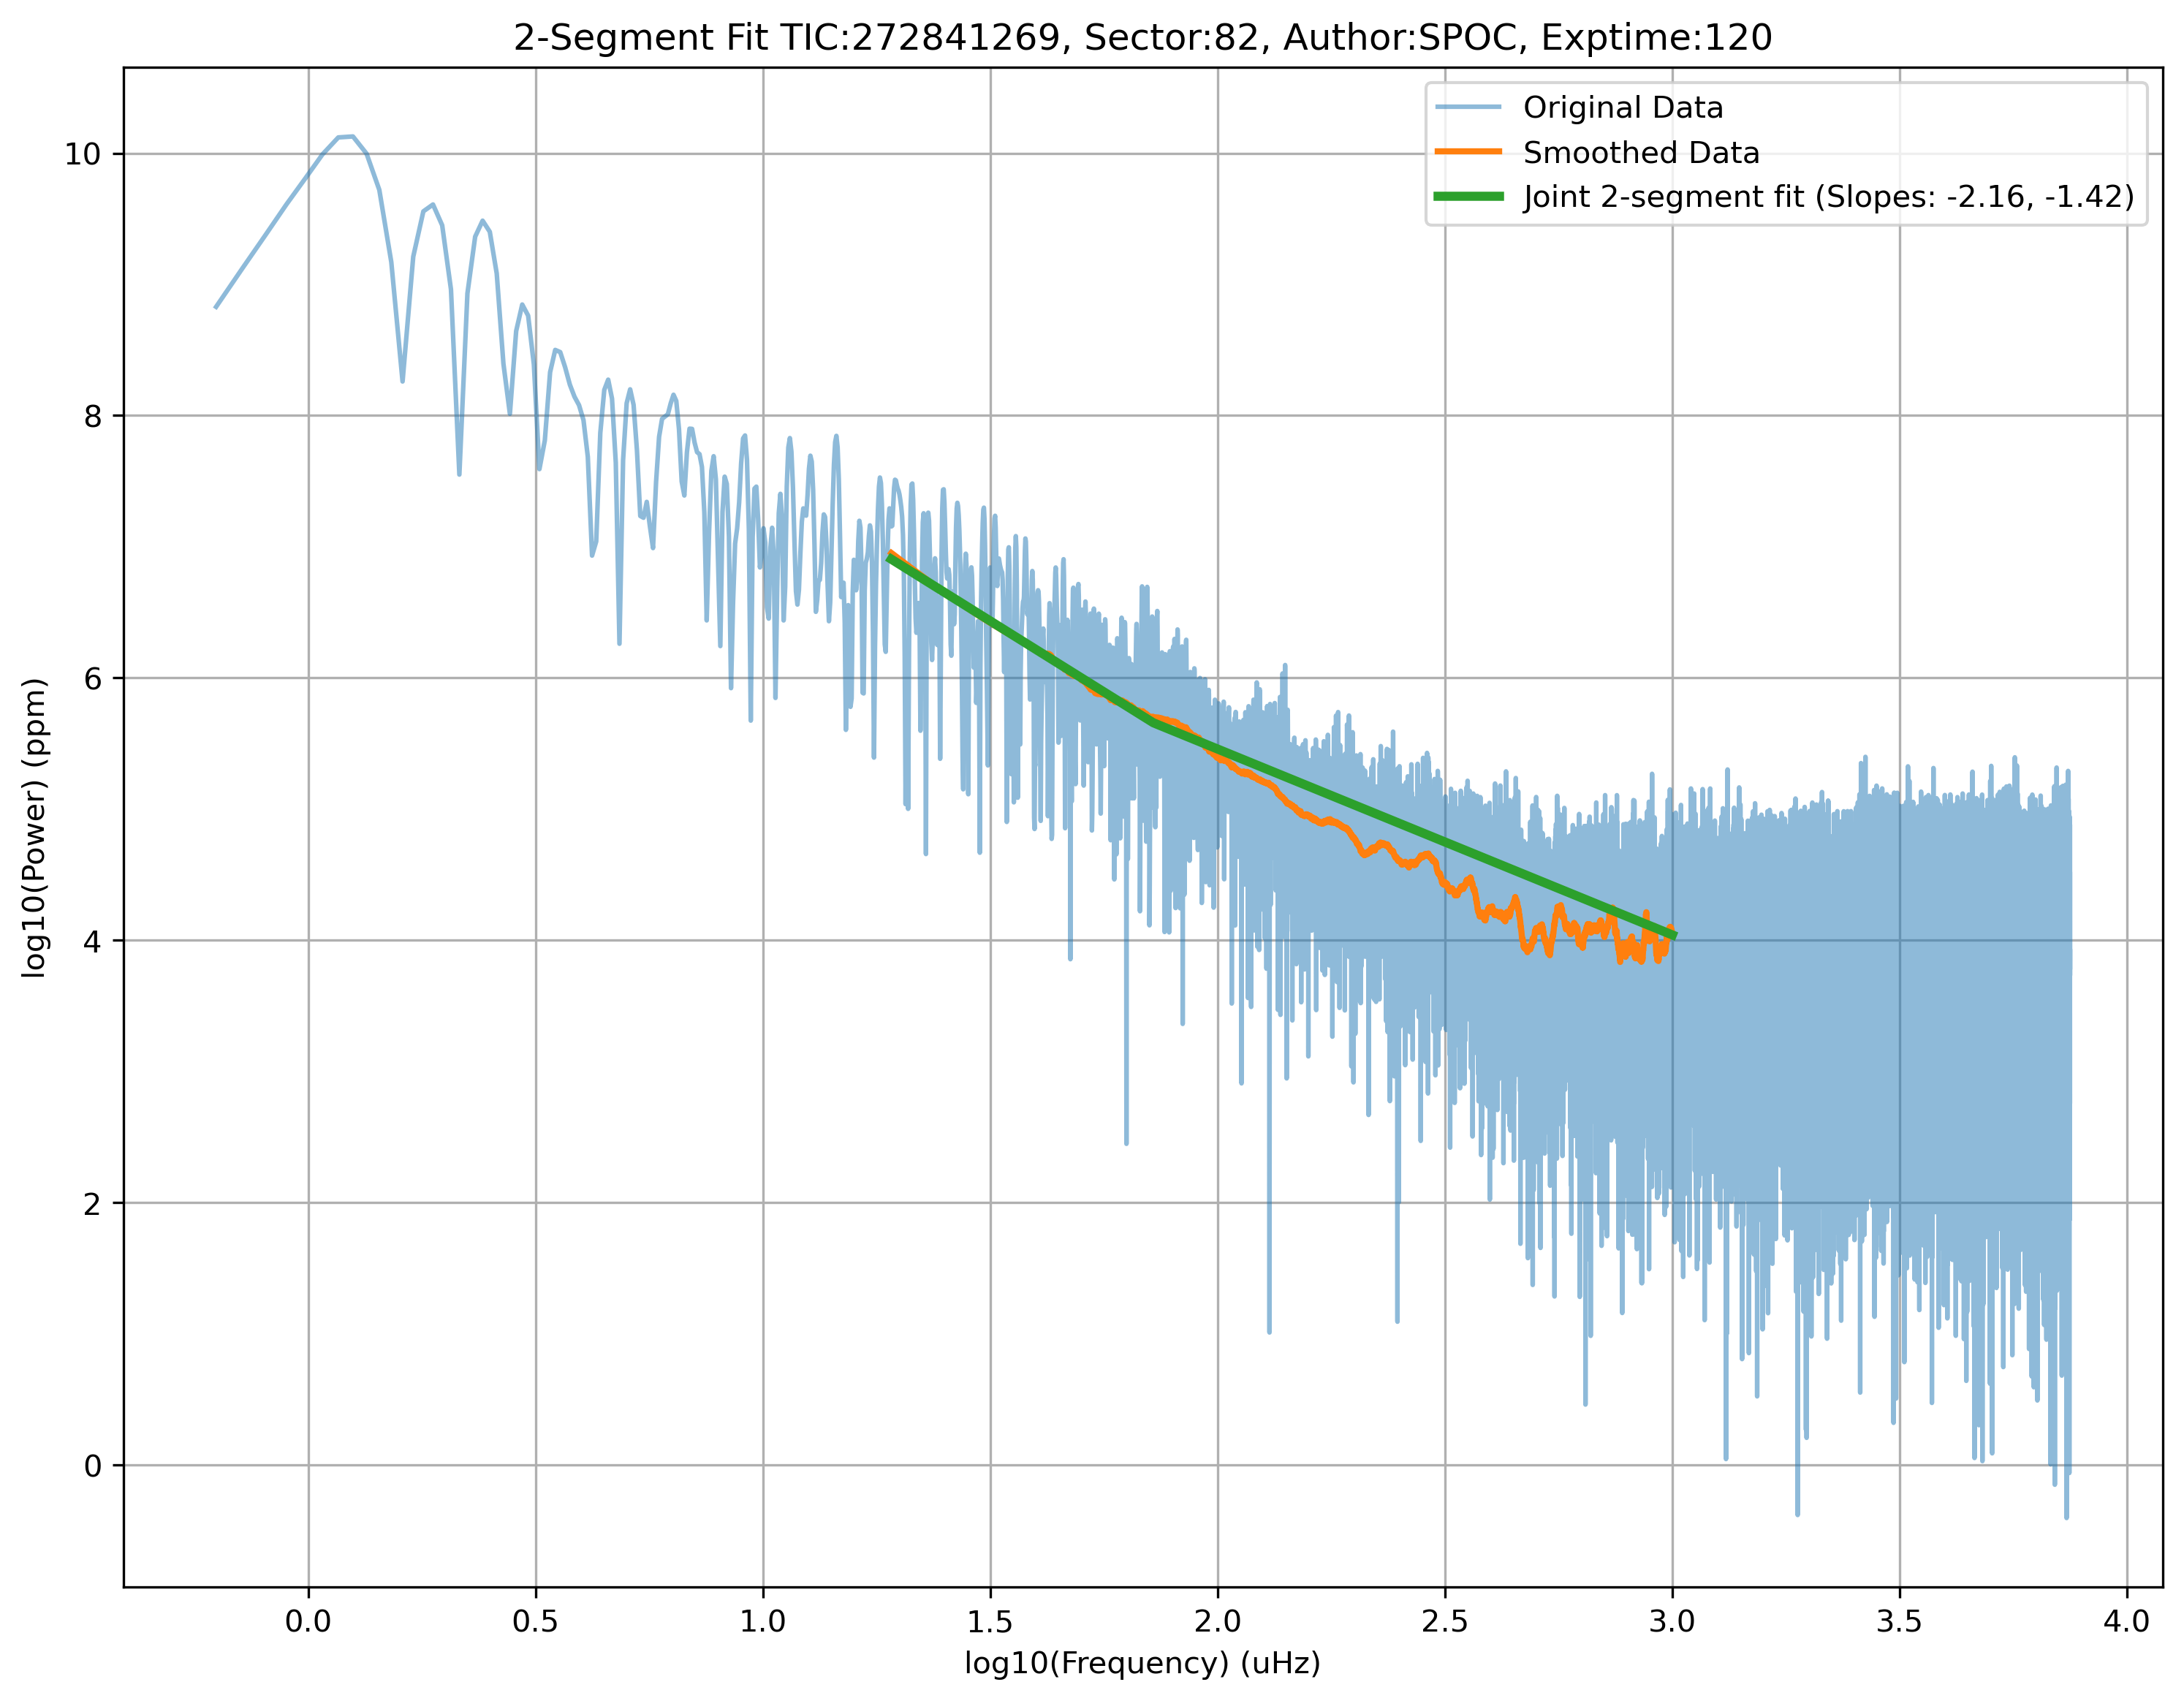 2-Segment Fit TIC:272841269, Sector:82, Author:SPOC, Exptime:120
Original Data
Smoothed Data
Joint 2-segment fit (Slopes: -2.16, -1.42)
log10(Power) (ppm)
10
8
6
4
2
0
0.0 0.5 1.0 1.5 2.0 2.5 3.0 3.5 4.0
log10(Frequency) (uHz)